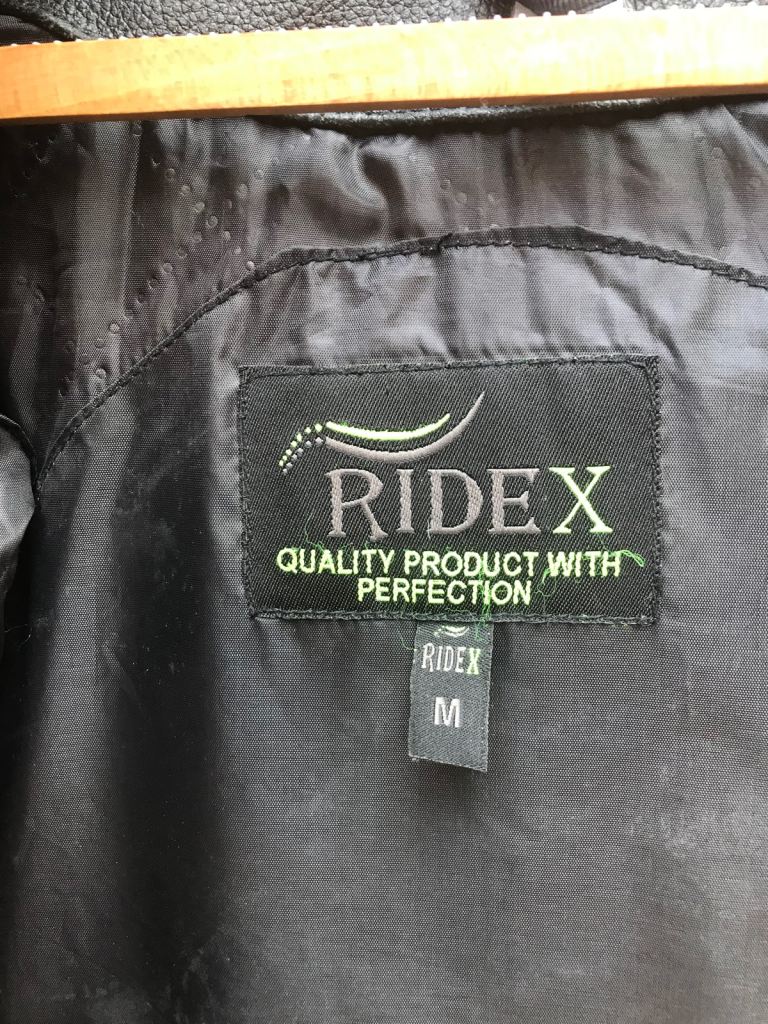 RIDEX
QUALITY PRODUCT WITH
PERFECTION
RIDEX
M